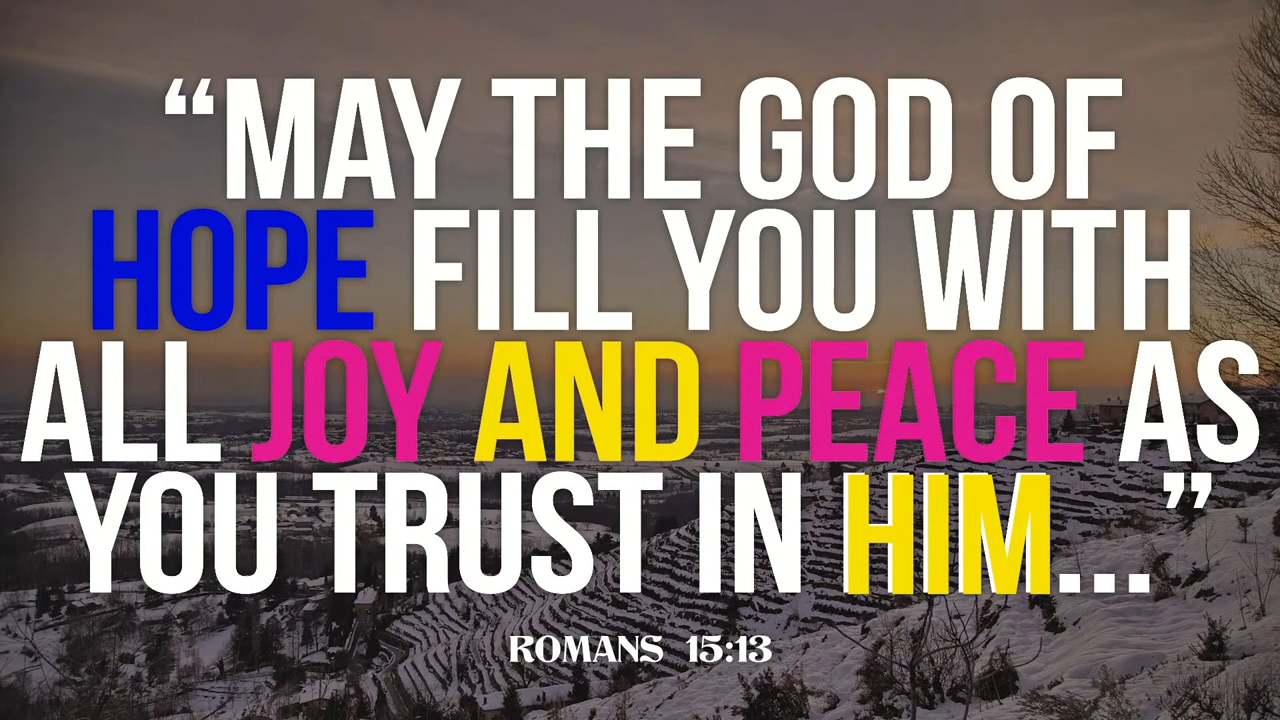 “MAY THE GOD OF
HOPE FILL YOU WITH
ALL JOY AND PEACE AS
YOU TRUST IN HIM...”
ROMANS 15:13